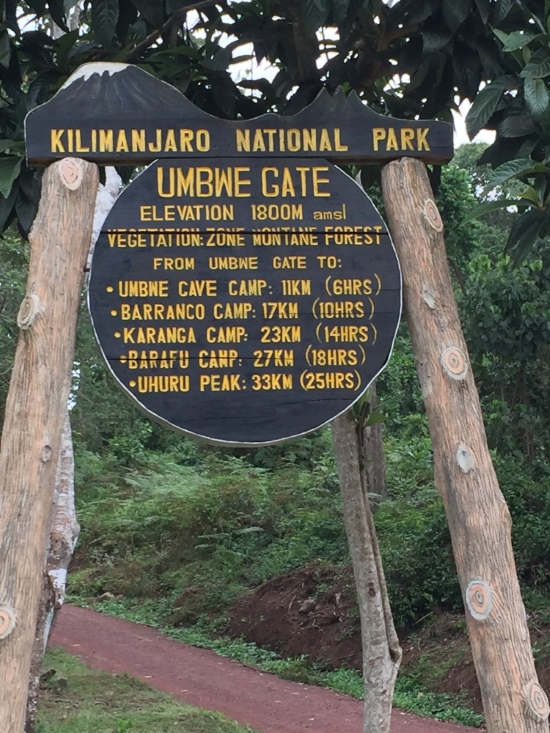 KILIMANJARO NATIONAL PARK
UMBWE GATE
ELEVATION 1800M amsl
VEGETATION: ZONE MONTANE FOREST
FROM UMBWE GATE TO:
•UMBWE CAVE CAMP: 11KM (6HRS)
•BARRANCO CAMP: 17KM (10HRS)
•KARANGA CAMP: 23KM (14HRS)
•BARAFU CAMP: 27KM (18HRS)
•UHURU PEAK: 33KM (25HRS)